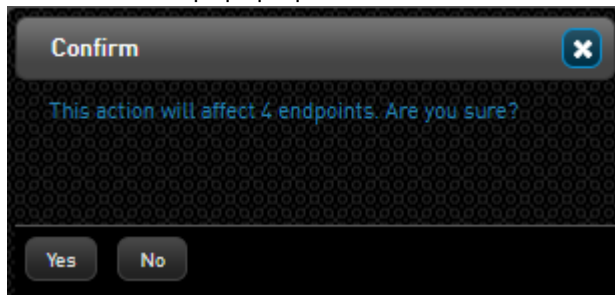 Confirm
This action will affect 4 endpoints. Are you sure?
Yes No